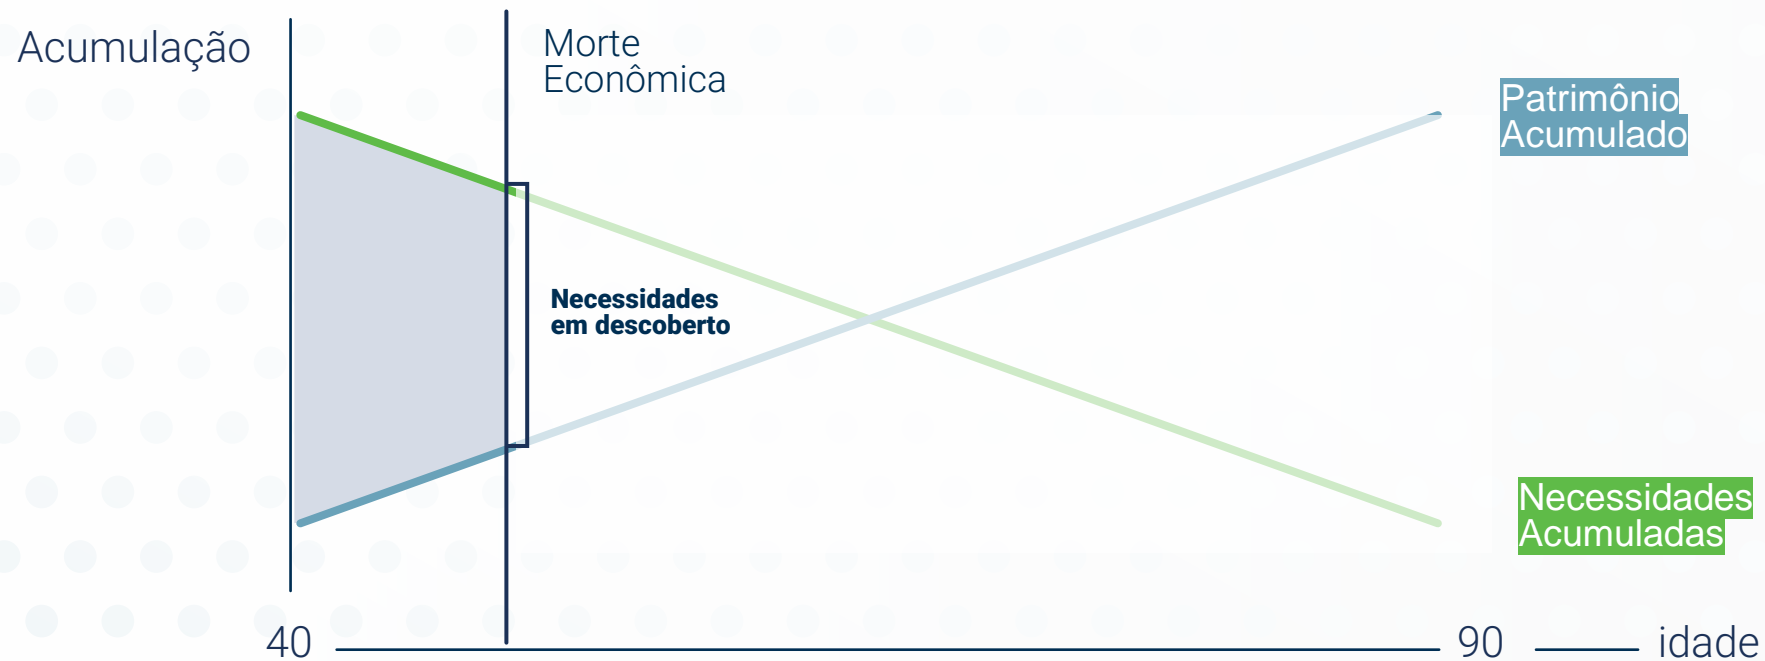 Acumulação
Morte
Econômica
Patrimônio
Acumulado
Necessidades
em descoberto
Necessidades
Acumuladas
40
90
idade